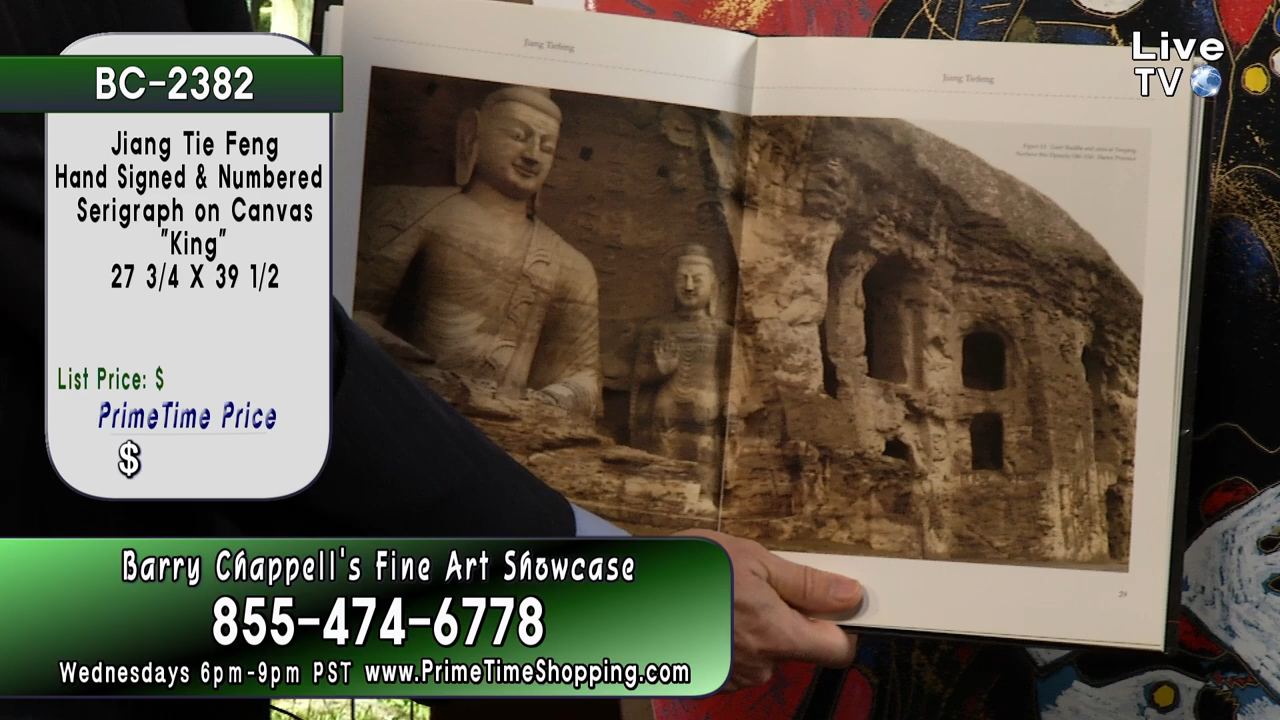 BC-2382
Jiang Tie Feng
Hand Signed & Numbered
Serigraph on Canvas
"King"
27 3/4 X 39 1/2
List Price: $
PrimeTime Price
$
Jiang Tiefeng
Jiang Tiefeng
29
Live
TV
Barry Chappell's Fine Art Showcase
855-474-6778
Wednesdays 6pm-9pm PST www.PrimeTimeShopping.com